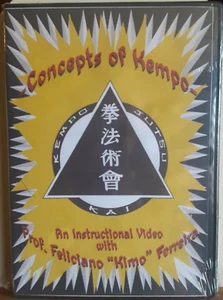 Concepts of Kempo
KEMPO JUTSU
KAI
拳法術會
An Instructional Video
with
Prof. Feliciano "Kimo" Ferreira